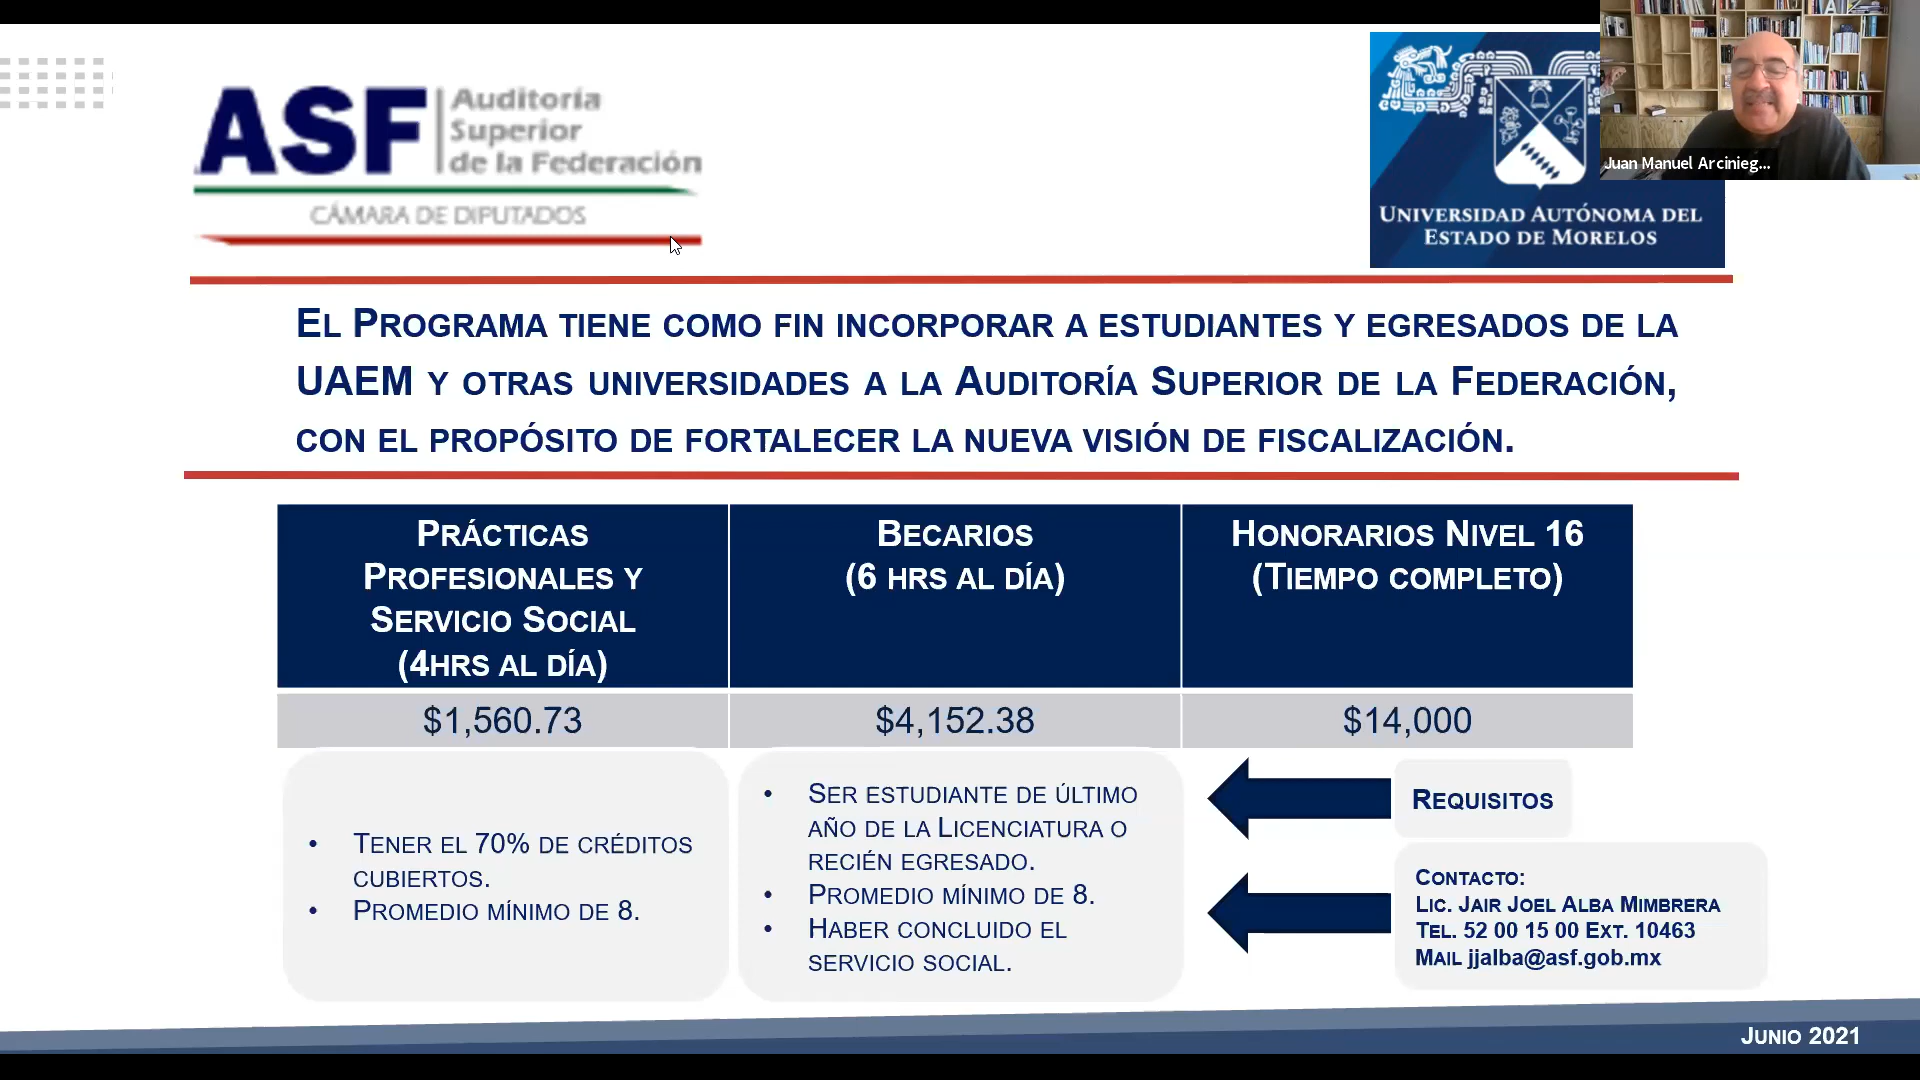 ASF
Auditoría
Superior
de la Federación
CÁMARA DE DIPUTADOS
UNIVERSIDAD AUTÓNOMA DEL
ESTADO DE MORELOS
Juan Manuel Arcinieg...
EL PROGRAMA TIENE COMO FIN INCORPORAR A ESTUDIANTES Y EGRESADOS DE LA
UAEM Y OTRAS UNIVERSIDADES A LA AUDITORÍA SUPERIOR DE LA FEDERACIÓN,
CON EL PROPÓSITO DE FORTALECER LA NUEVA VISIÓN DE FISCALIZACIÓN.
PRÁCTICAS
PROFESIONALES Y
SERVICIO SOCIAL
(4HRS AL DÍA)
BECARIOS
(6 HRS AL DÍA)
HONORARIOS NIVEL 16
(TIEMPO COMPLETO)
$1,560.73
$4,152.38
$14,000
• TENER EL 70% DE CRÉDITOS
CUBIERTOS.
• PROMEDIO MÍNIMO DE 8.
• SER ESTUDIANTE DE ÚLTIMO
AÑO DE LA LICENCIATURA O
RECIÉN EGRESADO.
• PROMEDIO MÍNIMO DE 8.
• HABER CONCLUIDO EL
SERVICIO SOCIAL.
REQUISITOS
CONTACTO:
LIC. JAIR JOEL ALBA MIMBRERA
TEL. 52 00 15 00 EXT. 10463
MAIL jjalba@asf.gob.mx
JUNIO 2021